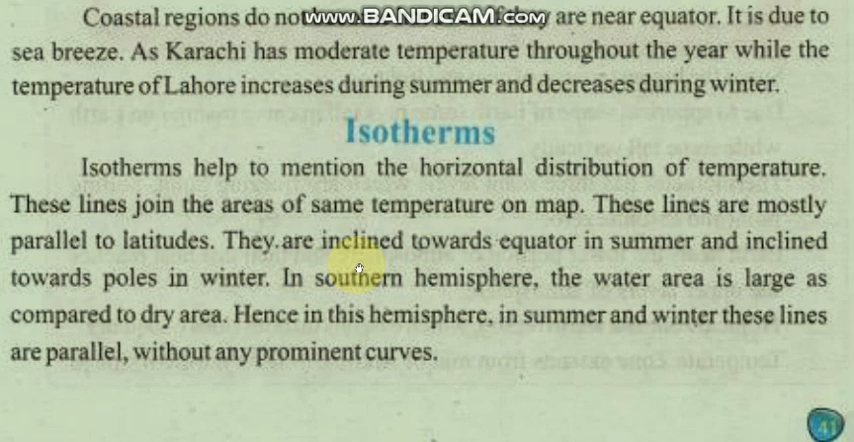 www.BANDICAM.com
Coastal regions do not they are near equator. It is due to
sea breeze. As Karachi has moderate temperature throughout the year while the
temperature of Lahore increases during summer and decreases during winter.
Isotherms
Isotherms help to mention the horizontal distribution of temperature.
These lines join the areas of same temperature on map. These lines are mostly
parallel to latitudes. They are inclined towards equator in summer and inclined
towards poles in winter. In southern hemisphere, the water area is large as
compared to dry area. Hence in this hemisphere, in summer and winter these lines
are parallel, without any prominent curves.
41